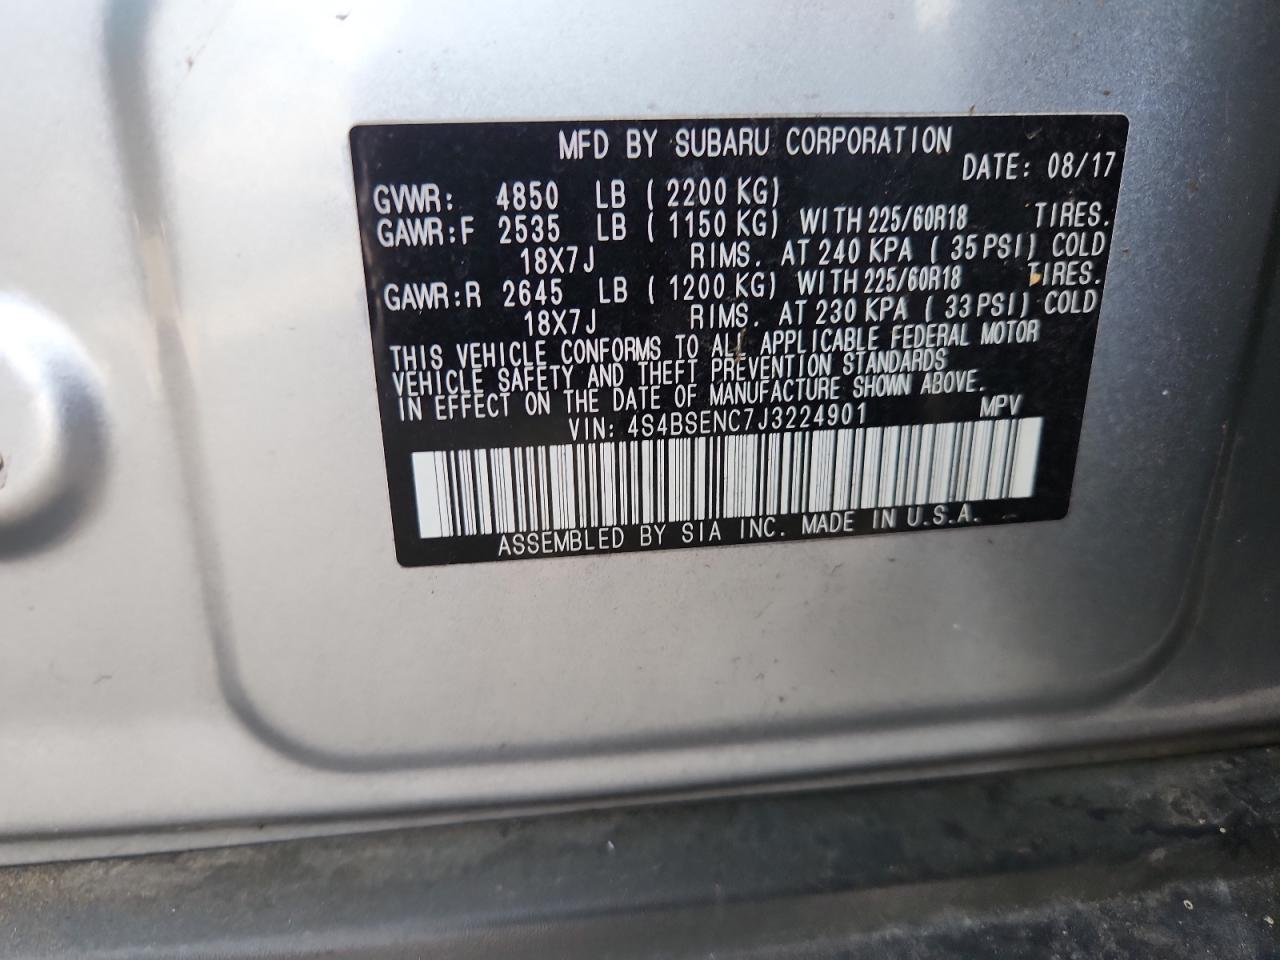 MFD BY SUBARU CORPORATION
DATE: 08/17
GVWR: 4850 LB ( 2200 KG)
GAWR:F 2535 LB ( 1150 KG) WITH 225/60R18 TIRES.
18X7J RIMS. AT 240 KPA ( 35 PSI) COLD
GAWR:R 2645 LB ( 1200 KG) WITH 225/60R18 TIRES.
18X7J RIMS. AT 230 KPA ( 33 PSI) COLD
THIS VEHICLE CONFORMS TO ALL APPLICABLE FEDERAL MOTOR
VEHICLE SAFETY AND THEFT PREVENTION STANDARDS
IN EFFECT ON THE DATE OF MANUFACTURE SHOWN ABOVE.
VIN: 4S4BSENC7J3224901 MPV
ASSEMBLED BY SIA INC. MADE IN U.S.A.